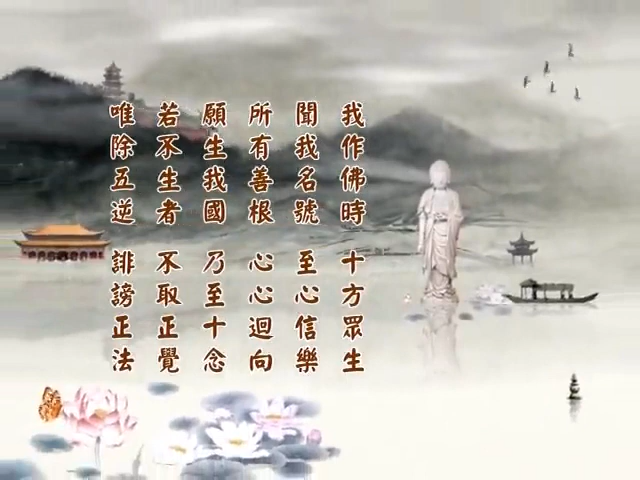 我作佛時 十方眾生
聞我名號 至心信樂
所有善根 心心迴向
願生我國 乃至十念
若不生者 不取正覺
唯除五逆 誹謗正法